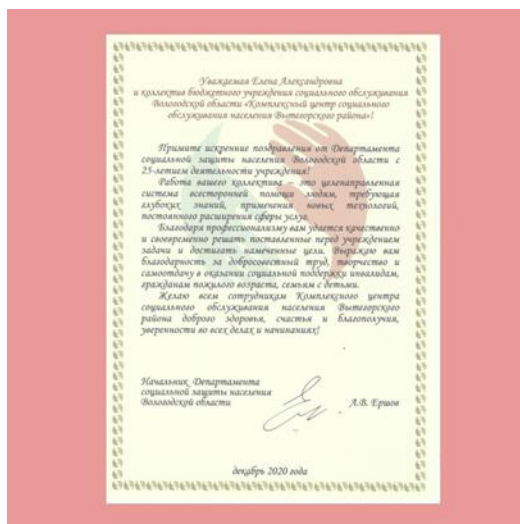 Уважаемая Елена Александровна
и коллектив бюджетного учреждения социального обслуживания
Вологодской области «Комплексный центр социального
обслуживания населения Вытегорского района»!
Примите искренние поздравления от Департамента
социальной защиты населения Вологодской области с
25-летием деятельности учреждения!
Работа вашего коллектива – это целенаправленная
система всесторонней помощи людям, требующая
глубоких знаний, применения новых технологий,
постоянного расширения сферы услуг.
Благодаря профессионализму вам удается качественно
и своевременно решать поставленные перед учреждением
задачи и достигать намеченные цели. Выражаю вам
благодарность за добросовестный труд, творчество и
самоотдачу в оказании социальной поддержки инвалидам,
гражданам пожилого возраста, семьям с детьми.
Желаю всем сотрудникам Комплексного центра
социального обслуживания населения Вытегорского
района доброго здоровья, счастья и благополучия,
уверенности во всех делах и начинаниях!
Начальник Департамента
социальной защиты населения
Вологодской области А.В. Ершов
декабрь 2020 года